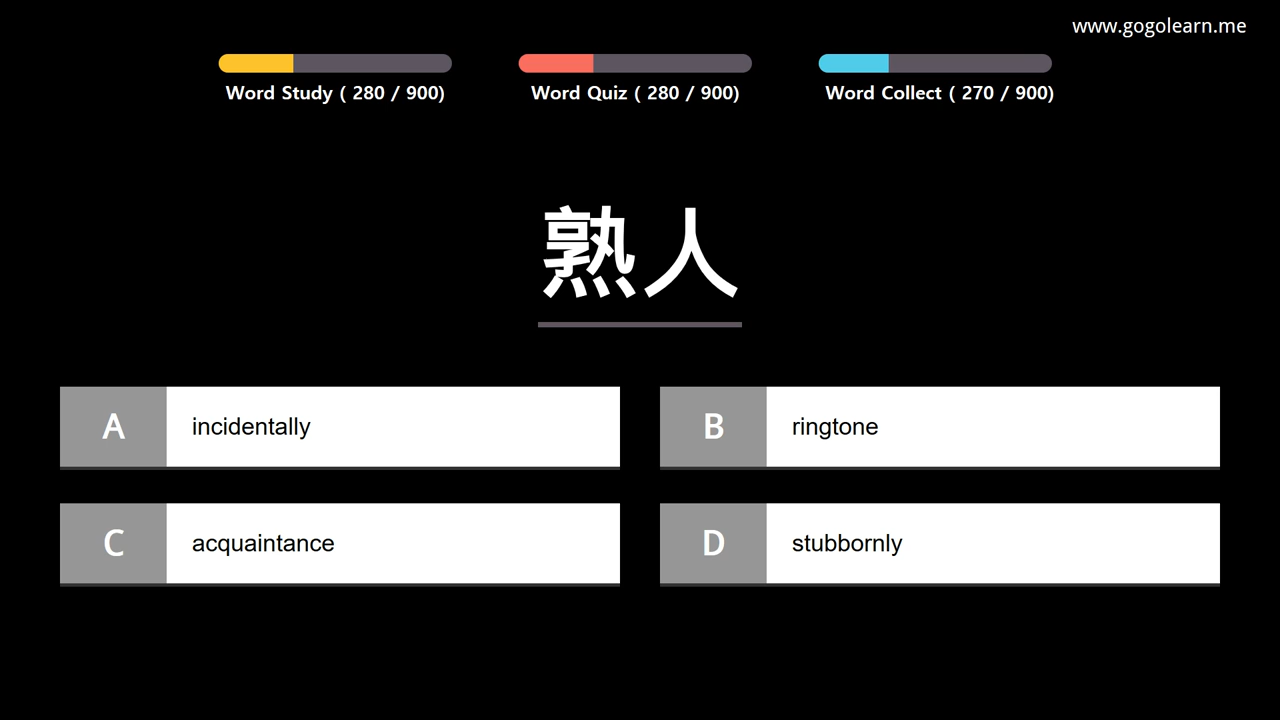 www.gogolearn.me
Word Study ( 280 / 900)
Word Quiz ( 280 / 900)
Word Collect ( 270 / 900)
熟人
A incidentally
B ringtone
C acquaintance
D stubbornly